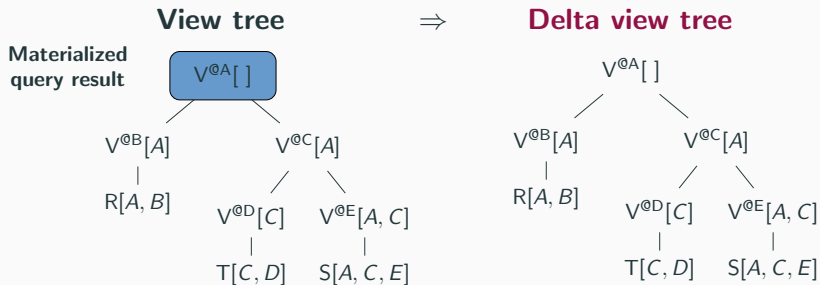 View tree ⇒ Delta view tree
Materialized
query result
V@A[ ] V@A[ ]
V@B[A] V@C[A] V@B[A] V@C[A]
R[A, B] R[A, B]
V@D[C] V@E[A, C] V@D[C] V@E[A, C]
T[C, D] S[A, C, E] T[C, D] S[A, C, E]